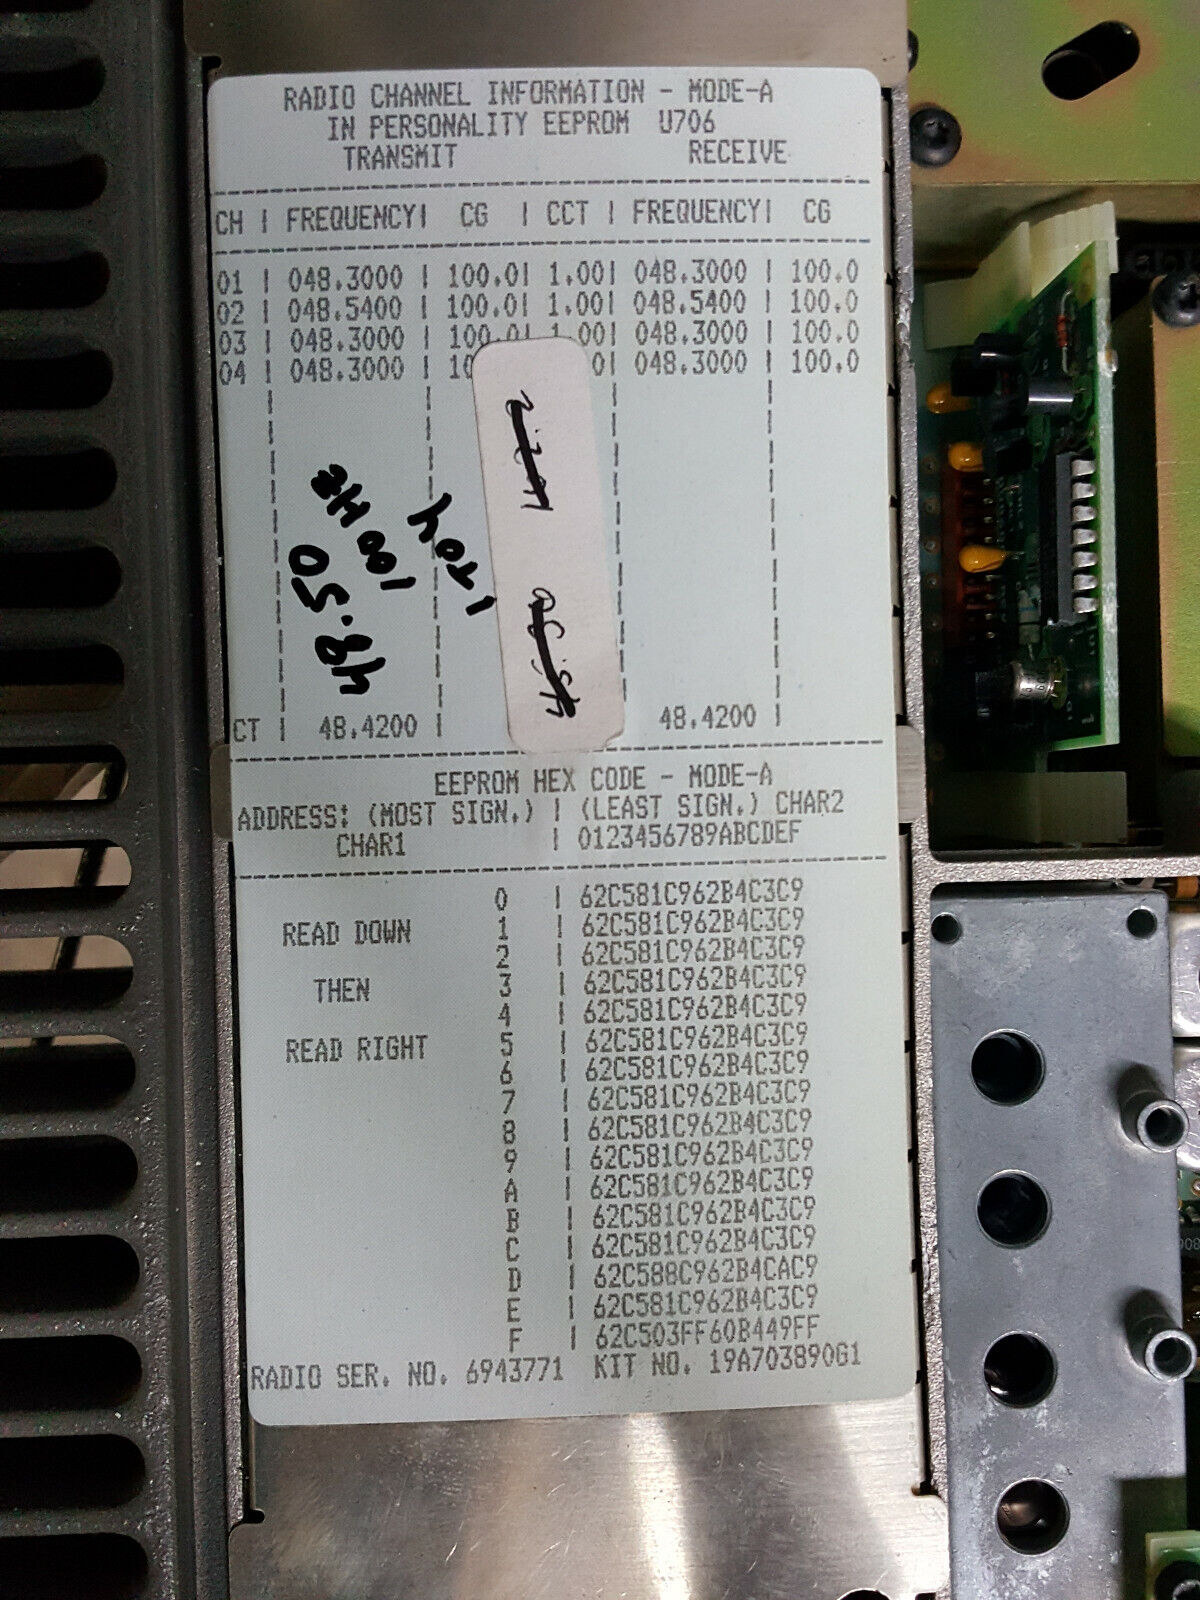 RADIO CHANNEL INFORMATION - MODE-A
IN PERSONALITY EEPROM U706
TRANSMIT RECEIVE
CH | FREQUENCY| CG | CCT | FREQUENCY| CG
01 | 048.3000 | 100.0| 1.00| 048.3000 | 100.0
02 | 048.5400 | 100.0| 1.00| 048.5400 | 100.0
03 | 048.3000 | 100.0| 1.00| 048.3000 | 100.0
04 | 048.3000 | 10 0| 048.3000 | 100.0
48.50
100 Hz
CT | 48.4200 | 48.4200 |
EEPROM HEX CODE - MODE-A
ADDRESS: (MOST SIGN.) | (LEAST SIGN.) CHAR2
CHAR1 | 0123456789ABCDEF
0 | 62C581C962B4C3C9
READ DOWN 1 | 62C581C962B4C3C9
2 | 62C581C962B4C3C9
THEN 3 | 62C581C962B4C3C9
4 | 62C581C962B4C3C9
READ RIGHT 5 | 62C581C962B4C3C9
6 | 62C581C962B4C3C9
7 | 62C581C962B4C3C9
8 | 62C581C962B4C3C9
9 | 62C581C962B4C3C9
A | 62C581C962B4C3C9
B | 62C581C962B4C3C9
C | 62C581C962B4C3C9
D | 62C588C962B4CAC9
E | 62C581C962B4C3C9
F | 62C503FF60B449FF
RADIO SER. NO. 6943771 KIT NO. 19A703890G1